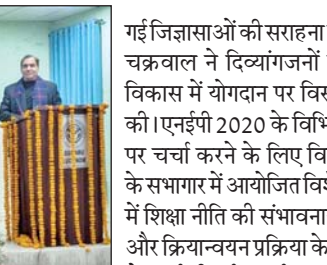 गई जिज्ञासाओं की सराहना
चक्रवाल ने दिव्यांगजनों
विकास में योगदान पर विस
की। एनईपी 2020 के विभि
पर चर्चा करने के लिए वि
के सभागार में आयोजित विशे
में शिक्षा नीति की संभावना
और क्रियान्वयन प्रक्रिया के